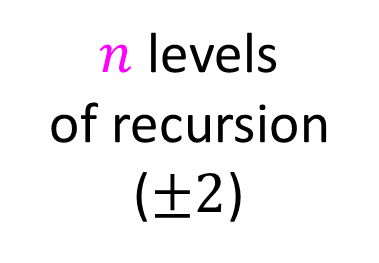 n levels
of recursion
(±2)